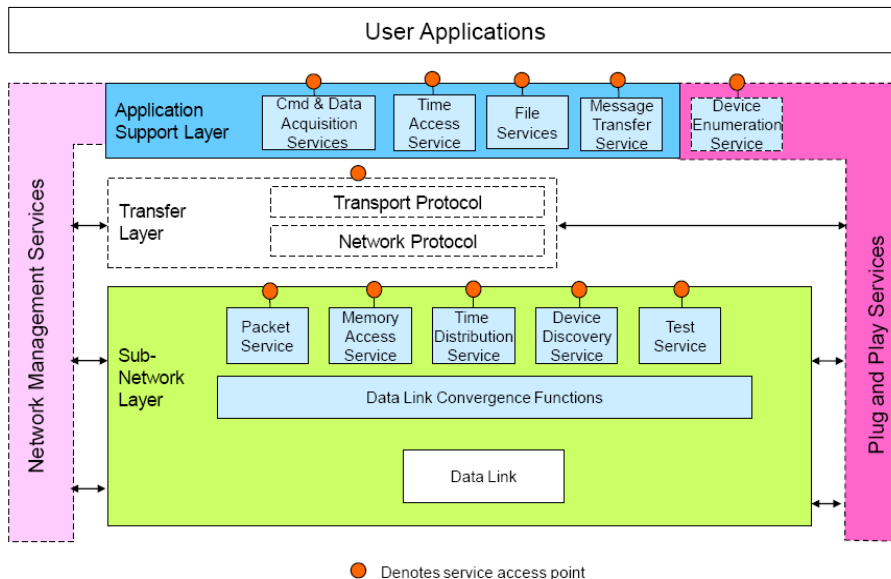 User Applications
Application
Support Layer
Cmd & Data
Acquisition
Services
Time
Access
Service
File
Services
Message
Transfer
Service
Device
Enumeration
Service
Network Management Services
Transfer
Layer
Transport Protocol
Network Protocol
Plug and Play Services
Sub-
Network
Layer
Packet
Service
Memory
Access
Service
Time
Distribution
Service
Device
Discovery
Service
Test
Service
Data Link Convergence Functions
Data Link
Denotes service access point